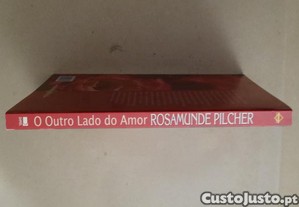 O Outro Lado do Amor ROSAMUNDE PILCHER
CustoJusto.pt